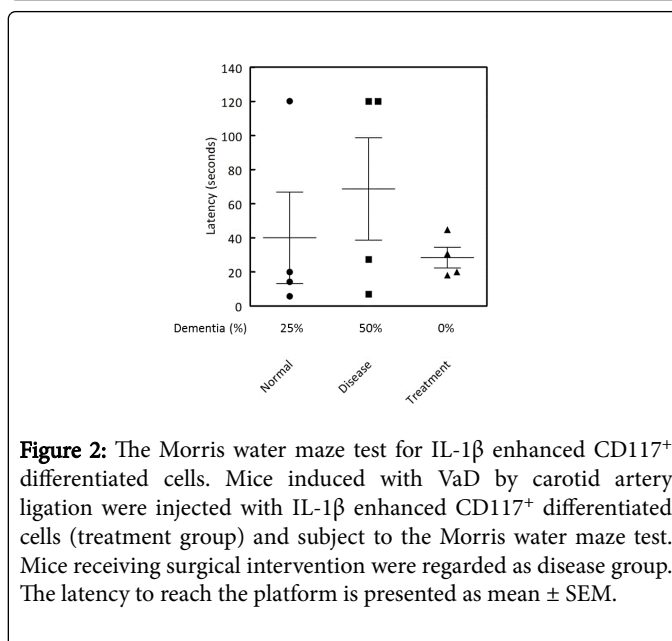 140
120
100
80
60
40
20
0
Latency (seconds)
Dementia (%) 25% 50% 0%
Normal Disease Treatment
Figure 2: The Morris water maze test for IL-1β enhanced CD117⁺
differentiated cells. Mice induced with VaD by carotid artery
ligation were injected with IL-1β enhanced CD117⁺ differentiated
cells (treatment group) and subject to the Morris water maze test.
Mice receiving surgical intervention were regarded as disease group.
The latency to reach the platform is presented as mean ± SEM.